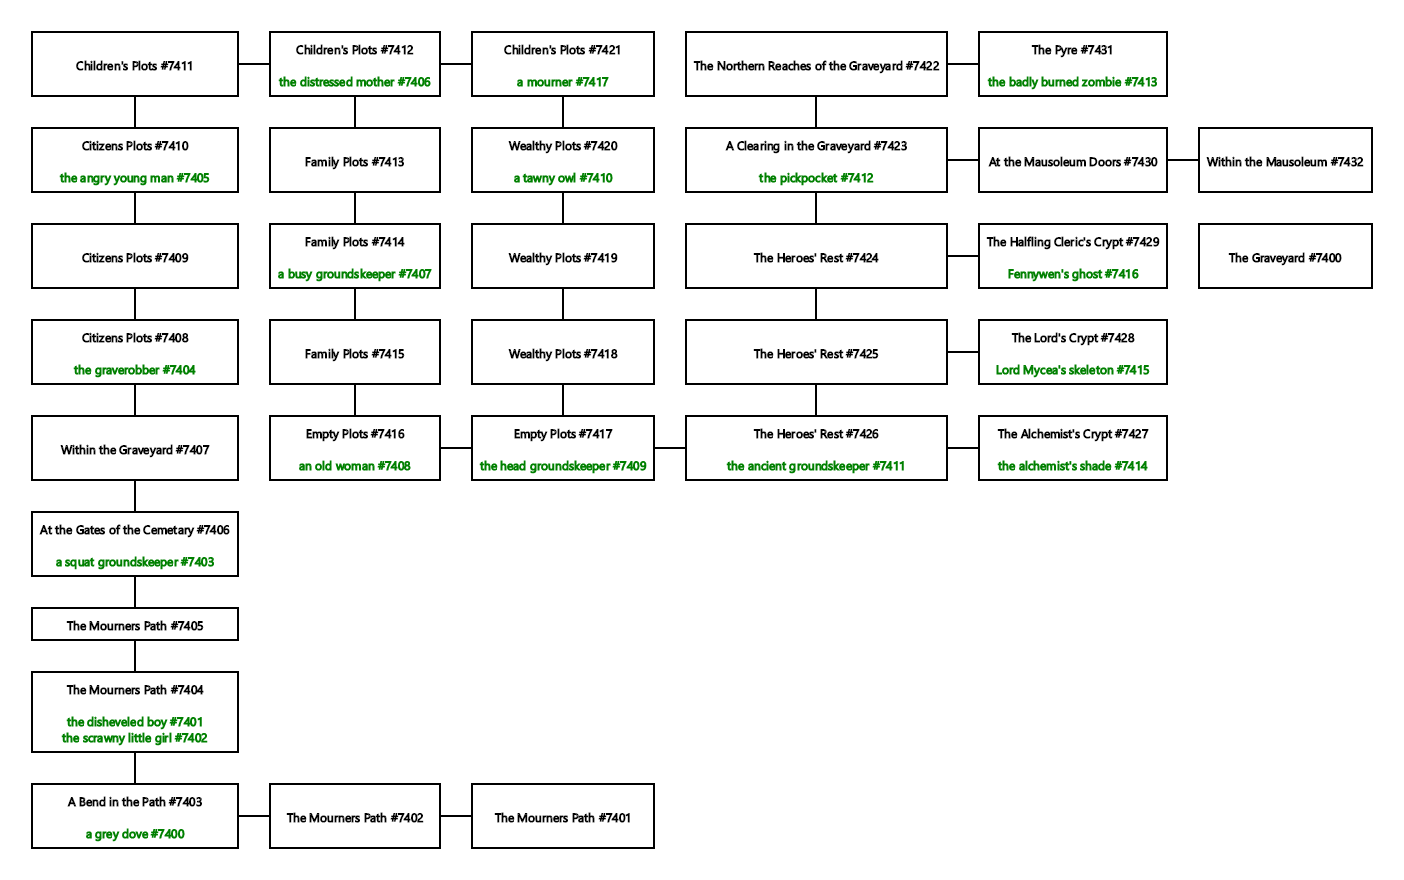 Children's Plots #7411
Children's Plots #7412
the distressed mother #7406
Children's Plots #7421
a mourner #7417
The Northern Reaches of the Graveyard #7422
The Pyre #7431
the badly burned zombie #7413
Citizens Plots #7410
the angry young man #7405
Family Plots #7413
Wealthy Plots #7420
a tawny owl #7410
A Clearing in the Graveyard #7423
the pickpocket #7412
At the Mausoleum Doors #7430
Within the Mausoleum #7432
Citizens Plots #7409
Family Plots #7414
a busy groundskeeper #7407
Wealthy Plots #7419
The Heroes' Rest #7424
The Halfling Cleric's Crypt #7429
Fennywen's ghost #7416
The Graveyard #7400
Citizens Plots #7408
the graverobber #7404
Family Plots #7415
Wealthy Plots #7418
The Heroes' Rest #7425
The Lord's Crypt #7428
Lord Mycea's skeleton #7415
Within the Graveyard #7407
Empty Plots #7416
an old woman #7408
Empty Plots #7417
the head groundskeeper #7409
The Heroes' Rest #7426
the ancient groundskeeper #7411
The Alchemist's Crypt #7427
the alchemist's shade #7414
At the Gates of the Cemetary #7406
a squat groundskeeper #7403
The Mourners Path #7405
The Mourners Path #7404
the disheveled boy #7401
the scrawny little girl #7402
A Bend in the Path #7403
a grey dove #7400
The Mourners Path #7402
The Mourners Path #7401